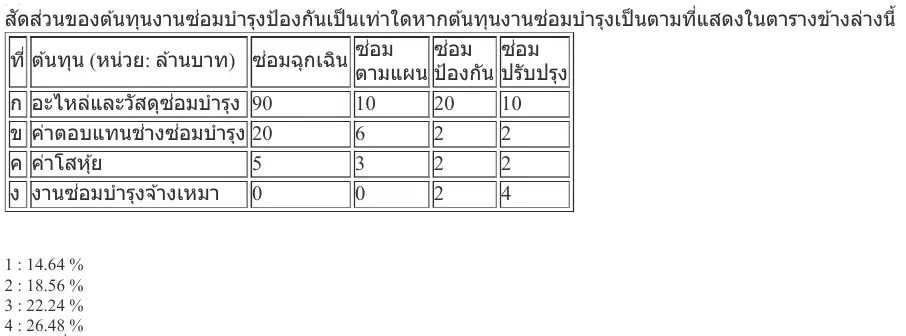 สัดส่วนของต้นทุนงานซ่อมบำรุงป้องกันเป็นเท่าใดหากต้นทุนงานซ่อมบำรุงเป็นตามที่แสดงในตารางข้างล่างนี้
ที่ ต้นทุน (หน่วย: ล้านบาท) ซ่อมฉุกเฉิน ซ่อมตามแผน ซ่อมป้องกัน ซ่อมปรับปรุง
ก อะไหล่และวัสดุซ่อมบำรุง 90 10 20 10
ข ค่าตอบแทนช่างซ่อมบำรุง 20 6 2 2
ค ค่าโสหุ้ย 5 3 2 2
ง งานซ่อมบำรุงจ้างเหมา 0 0 2 4
1 : 14.64 %
2 : 18.56 %
3 : 22.24 %
4 : 26.48 %